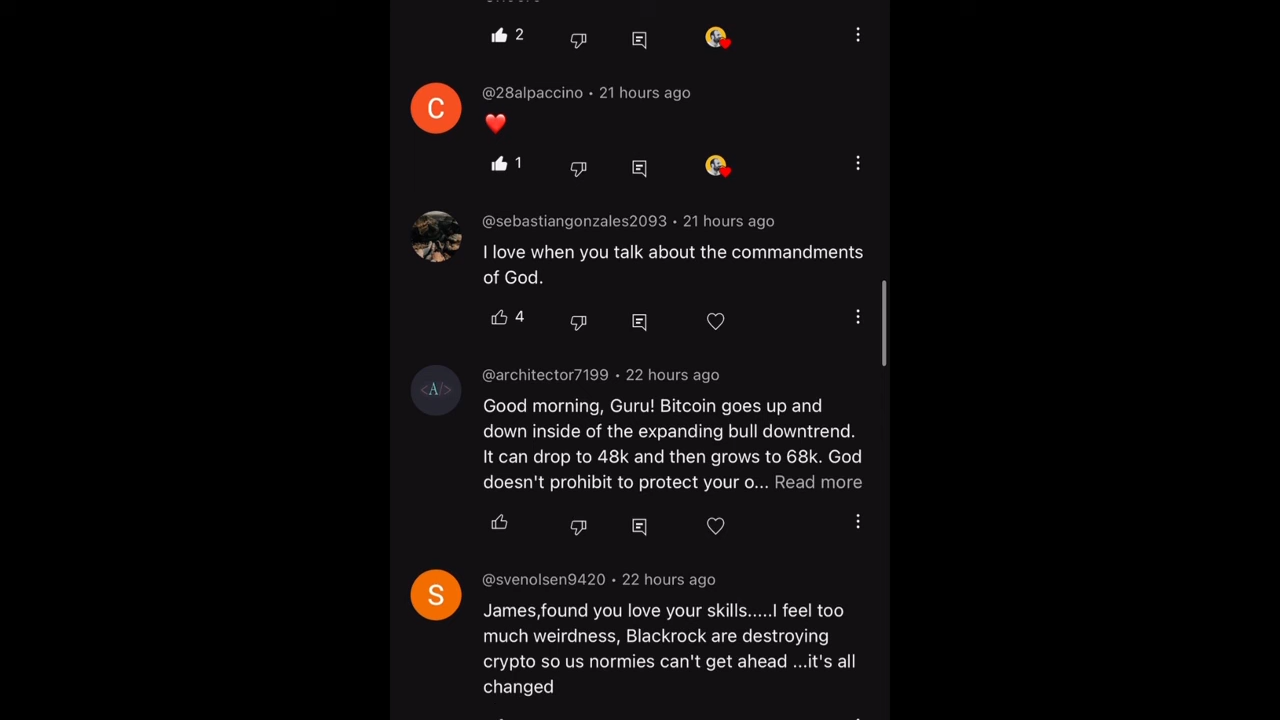 2
@28alpaccino • 21 hours ago
C
❤️
1
@sebastiangonzales2093 • 21 hours ago
I love when you talk about the commandments
of God.
4
@architector7199 • 22 hours ago
<A/>
Good morning, Guru! Bitcoin goes up and
down inside of the expanding bull downtrend.
It can drop to 48k and then grows to 68k. God
doesn't prohibit to protect your o... Read more
@svenolsen9420 • 22 hours ago
S
James,found you love your skills.....I feel too
much weirdness, Blackrock are destroying
crypto so us normies can't get ahead ...it's all
changed